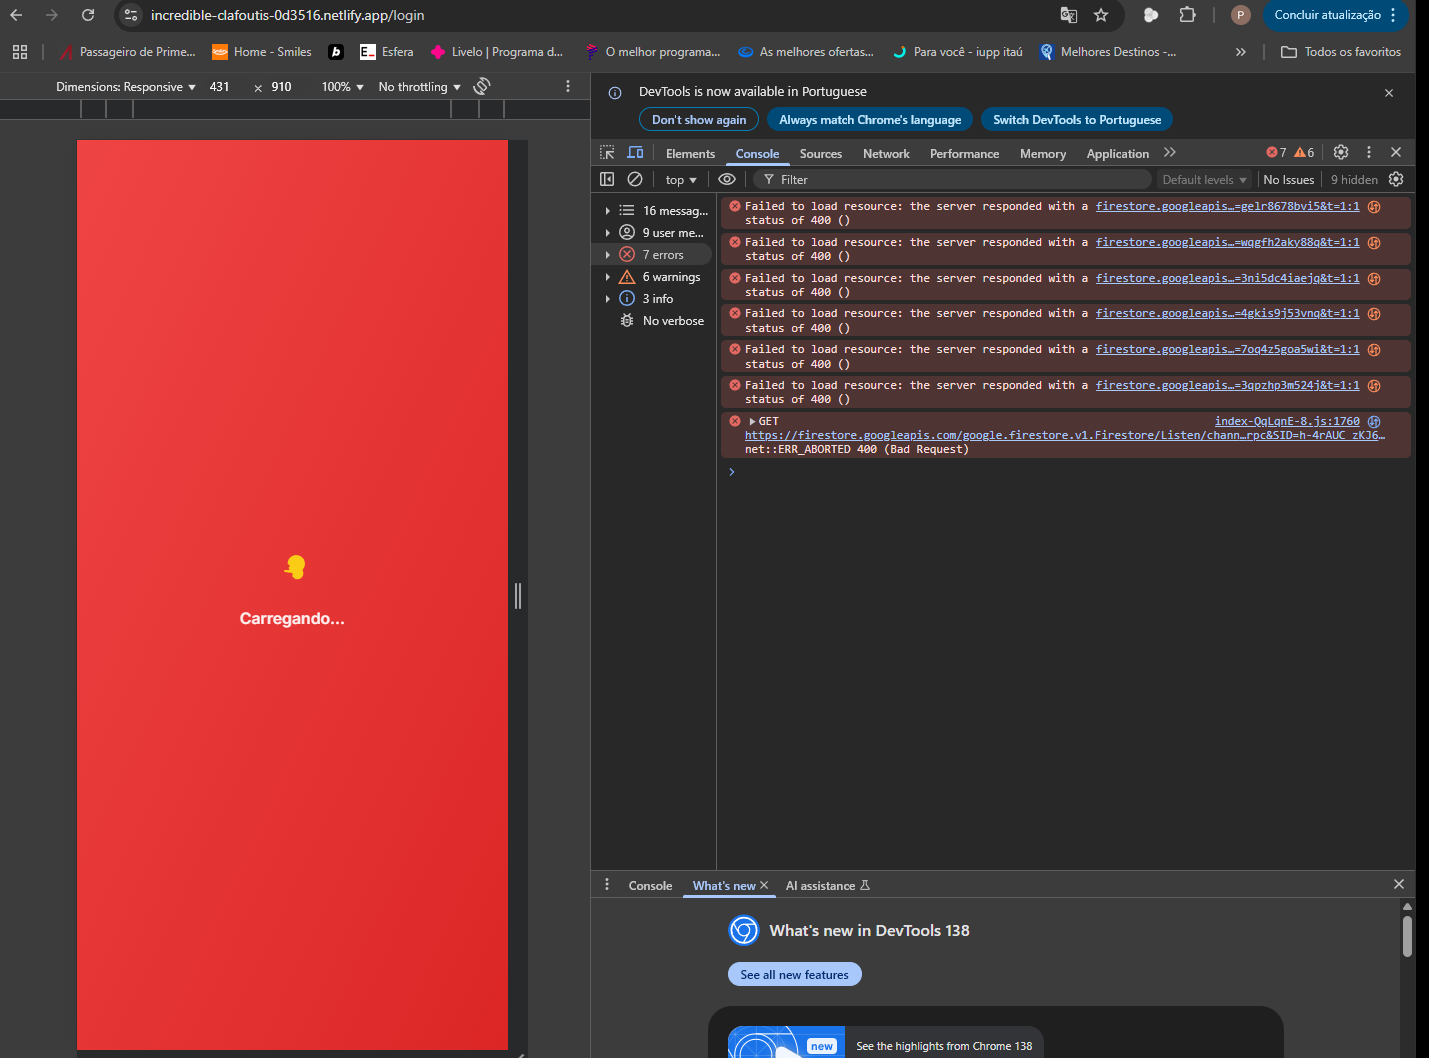 incredible-clafoutis-0d3516.netlify.app/login
P
Concluir atualização
Passageiro de Prime...
Home - Smiles
b
E_
Esfera
Livelo | Programa d...
O melhor programa...
As melhores ofertas...
Para você - iupp itaú
Melhores Destinos -...
Todos os favoritos
Dimensions: Responsive 431 × 910 100% No throttling
Carregando...
DevTools is now available in Portuguese
Don't show again
Always match Chrome's language
Switch DevTools to Portuguese
Elements Console Sources Network Performance Memory Application 7 6
top Filter Default levels No Issues 9 hidden
16 messag...
9 user me...
7 errors
6 warnings
3 info
No verbose
Failed to load resource: the server responded with a firestore.googleapis…=gelr8678bvi5&t=1:1
status of 400 ()
Failed to load resource: the server responded with a firestore.googleapis…=wqgfh2aky88q&t=1:1
status of 400 ()
Failed to load resource: the server responded with a firestore.googleapis…=3ni5dc4iaejq&t=1:1
status of 400 ()
Failed to load resource: the server responded with a firestore.googleapis…=4gkis9j53vnq&t=1:1
status of 400 ()
Failed to load resource: the server responded with a firestore.googleapis…=7oq4z5goa5wi&t=1:1
status of 400 ()
Failed to load resource: the server responded with a firestore.googleapis…=3qpzhp3m524j&t=1:1
status of 400 ()
GET index-QqLqnE-8.js:1760
https://firestore.googleapis.com/google.firestore.v1.Firestore/Listen/chann…rpc&SID=h-4rAUC_zKJ6…
net::ERR_ABORTED 400 (Bad Request)
Console What's new AI assistance
What's new in DevTools 138
See all new features
new
See the highlights from Chrome 138